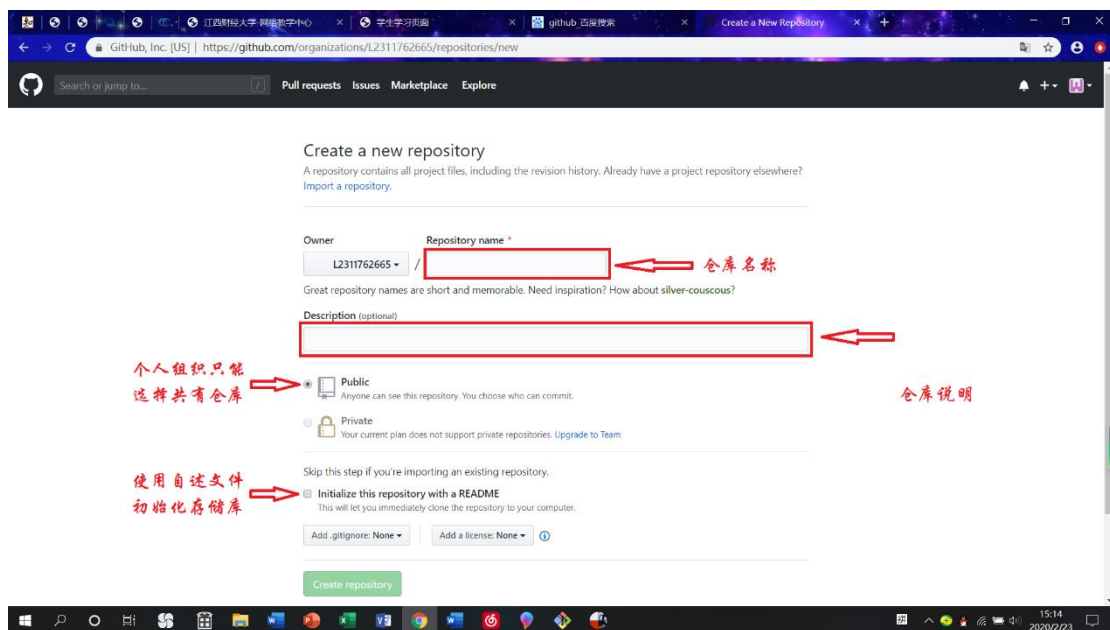 江西财经大学-网络教学中心
学生学习页面
github_百度搜索
Create a New Repository
GitHub, Inc. [US] | https://github.com/organizations/L2311762665/repositories/new
Search or jump to...
/
Pull requests Issues Marketplace Explore
Create a new repository
A repository contains all project files, including the revision history. Already have a project repository elsewhere?
Import a repository.
Owner
Repository name *
L2311762665
/
仓库名称
Great repository names are short and memorable. Need inspiration? How about silver-couscous?
Description (optional)
仓库说明
个人组织只能
选择共有仓库
Public
Anyone can see this repository. You choose who can commit.
Private
Your current plan does not support private repositories. Upgrade to Team
Skip this step if you're importing an existing repository.
使用自述文件
初始化存储库
Initialize this repository with a README
This will let you immediately clone the repository to your computer.
Add .gitignore: None
Add a license: None
Create repository
15:14
2020/2/23